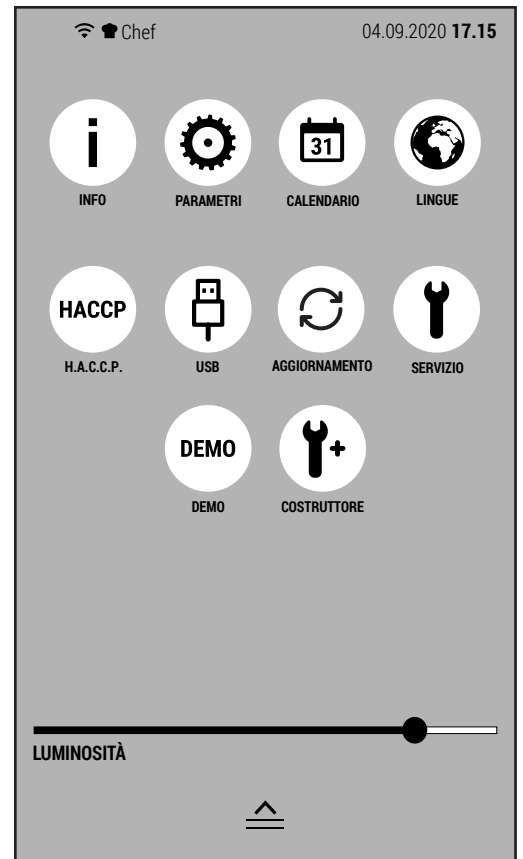 Chef 04.09.2020 17.15
i
31
INFO PARAMETRI CALENDARIO LINGUE
HACCP
H.A.C.C.P. USB AGGIORNAMENTO SERVIZIO
DEMO
DEMO COSTRUTTORE
LUMINOSITÀ